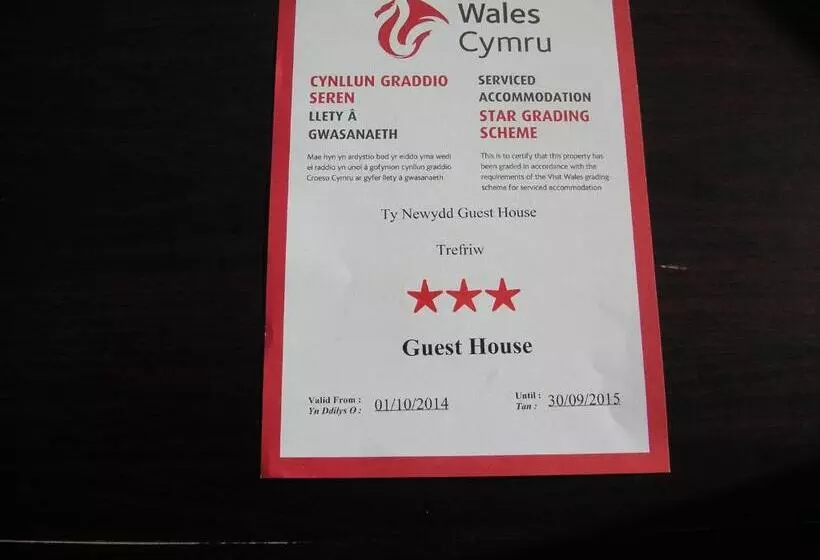 Wales
Cymru
CYNLLUN GRADDIO
SEREN
LLETY Â
GWASANAETH
Mae hyn yn ardystio bod yr eiddo yma wedi
ei raddio yn unol â gofynion cynllun graddio
Croeso Cymru ar gyfer llety â gwasanaeth
SERVICED
ACCOMMODATION
STAR GRADING
SCHEME
This is to certify that this property has
been graded in accordance with the
requirements of the Visit Wales grading
scheme for serviced accommodation
Ty Newydd Guest House
Trefriw
Guest House
Valid From :
Yn Ddilys O :
01/10/2014
Until :
Tan :
30/09/2015